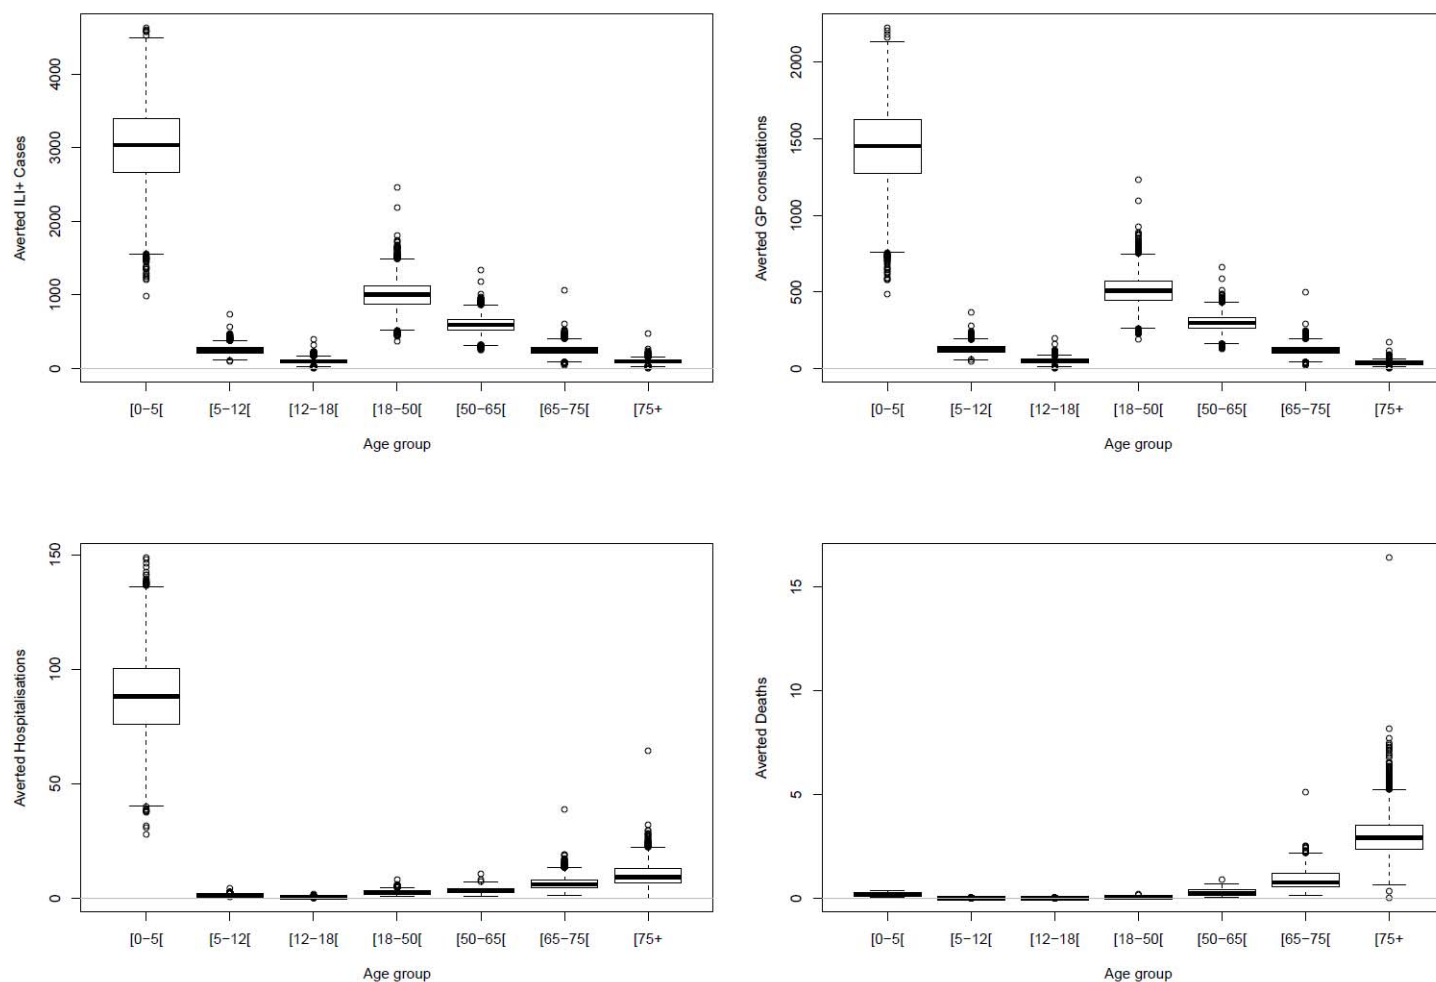 Averted ILI+ Cases
4000
3000
2000
1000
0
[0−5[ [5−12[ [12−18[ [18−50[ [50−65[ [65−75[ [75+
Age group
Averted GP consultations
2000
1500
1000
500
0
[0−5[ [5−12[ [12−18[ [18−50[ [50−65[ [65−75[ [75+
Age group
Averted Hospitalisations
150
100
50
0
[0−5[ [5−12[ [12−18[ [18−50[ [50−65[ [65−75[ [75+
Age group
Averted Deaths
15
10
5
0
[0−5[ [5−12[ [12−18[ [18−50[ [50−65[ [65−75[ [75+
Age group